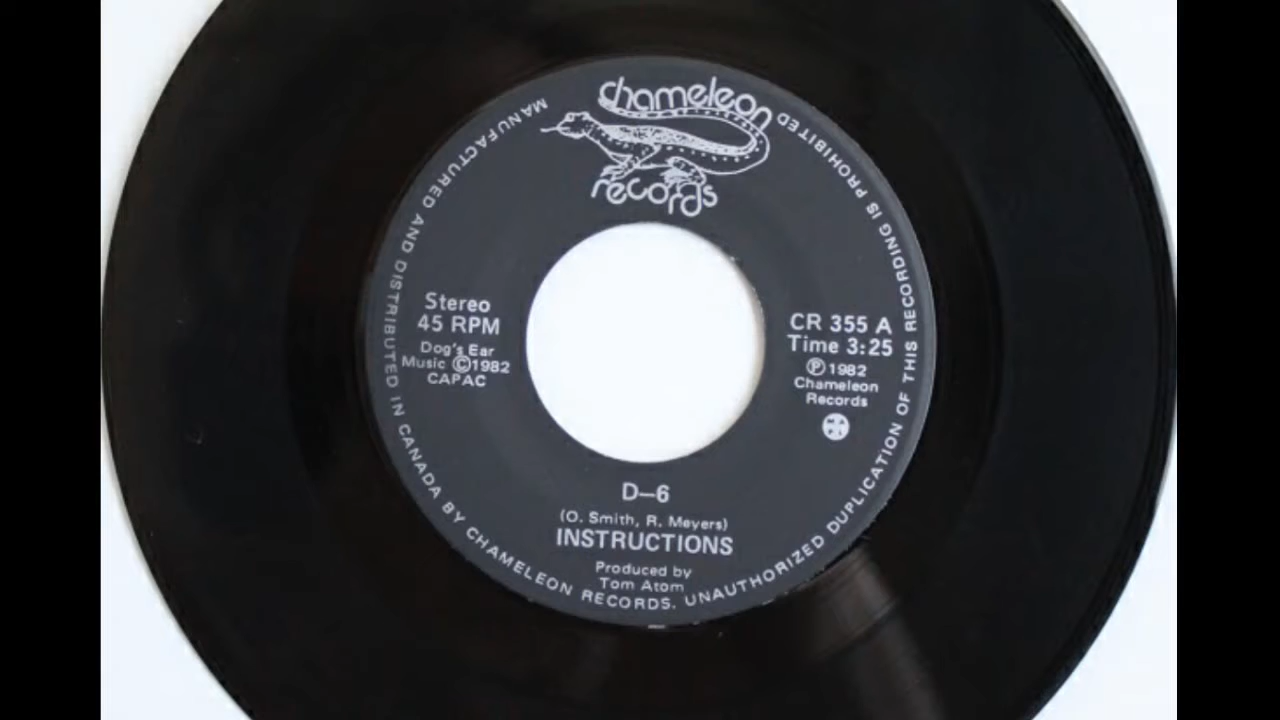 chameleon
records
MANUFACTURED AND DISTRIBUTED IN CANADA BY CHAMELEON RECORDS. UNAUTHORIZED DUPLICATION OF THIS RECORDING IS PROHIBITED
Stereo
45 RPM
Dog's Ear
Music ©1982
CAPAC
CR 355 A
Time 3:25
Ⓟ1982
Chameleon
Records
D—6
(O. Smith, R. Meyers)
INSTRUCTIONS
Produced by
Tom Atom